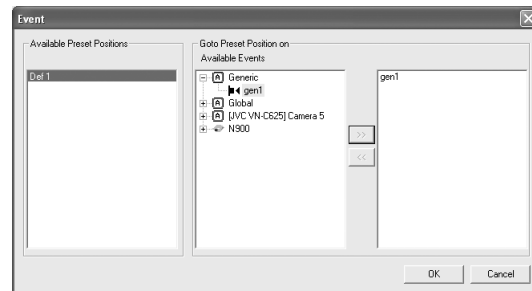 Event
Available Preset Positions
Goto Preset Position on
Available Events
Def 1
Generic
gen1
Global
[JVC VN-C625] Camera 5
N900
gen1
>>
<<
OK
Cancel